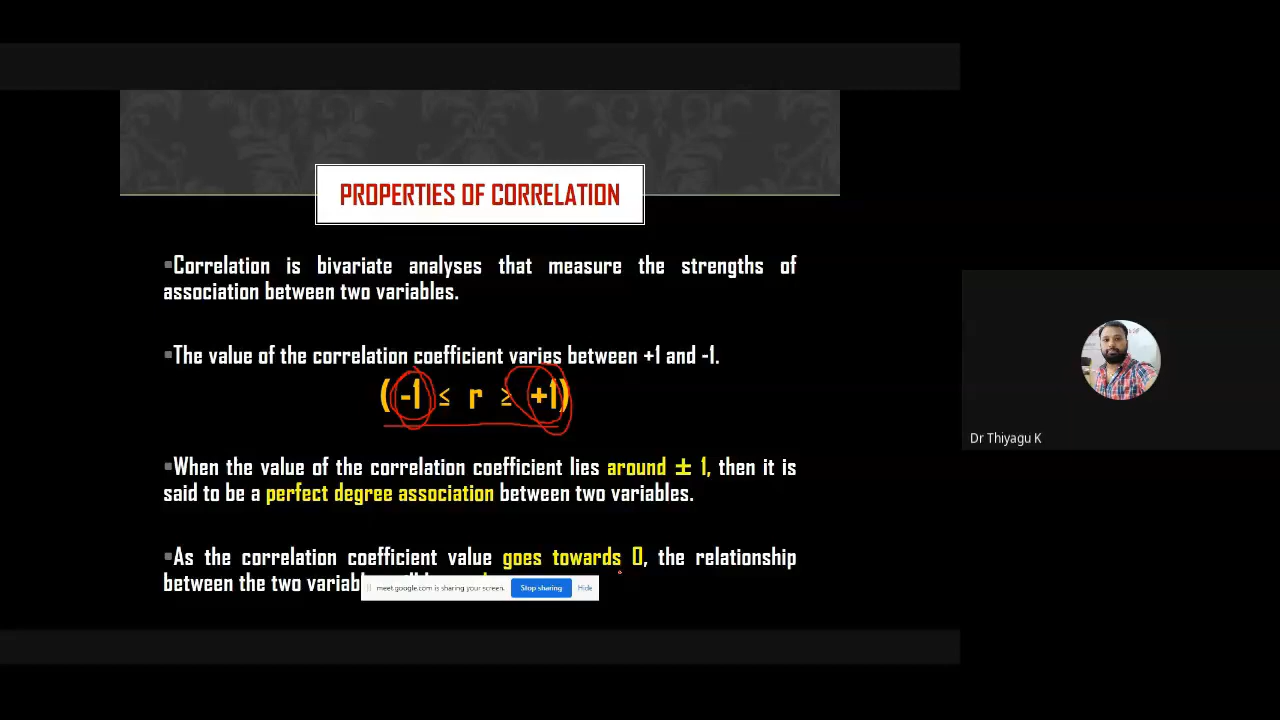 PROPERTIES OF CORRELATION
▪Correlation is bivariate analyses that measure the strengths of
association between two variables.
▪The value of the correlation coefficient varies between +1 and -1.
( -1 ≤ r ≥ +1)
▪When the value of the correlation coefficient lies around ± 1, then it is
said to be a perfect degree association between two variables.
▪As the correlation coefficient value goes towards 0, the relationship
between the two
meet.google.com is sharing your screen. Stop sharing Hide
Dr Thiyagu K